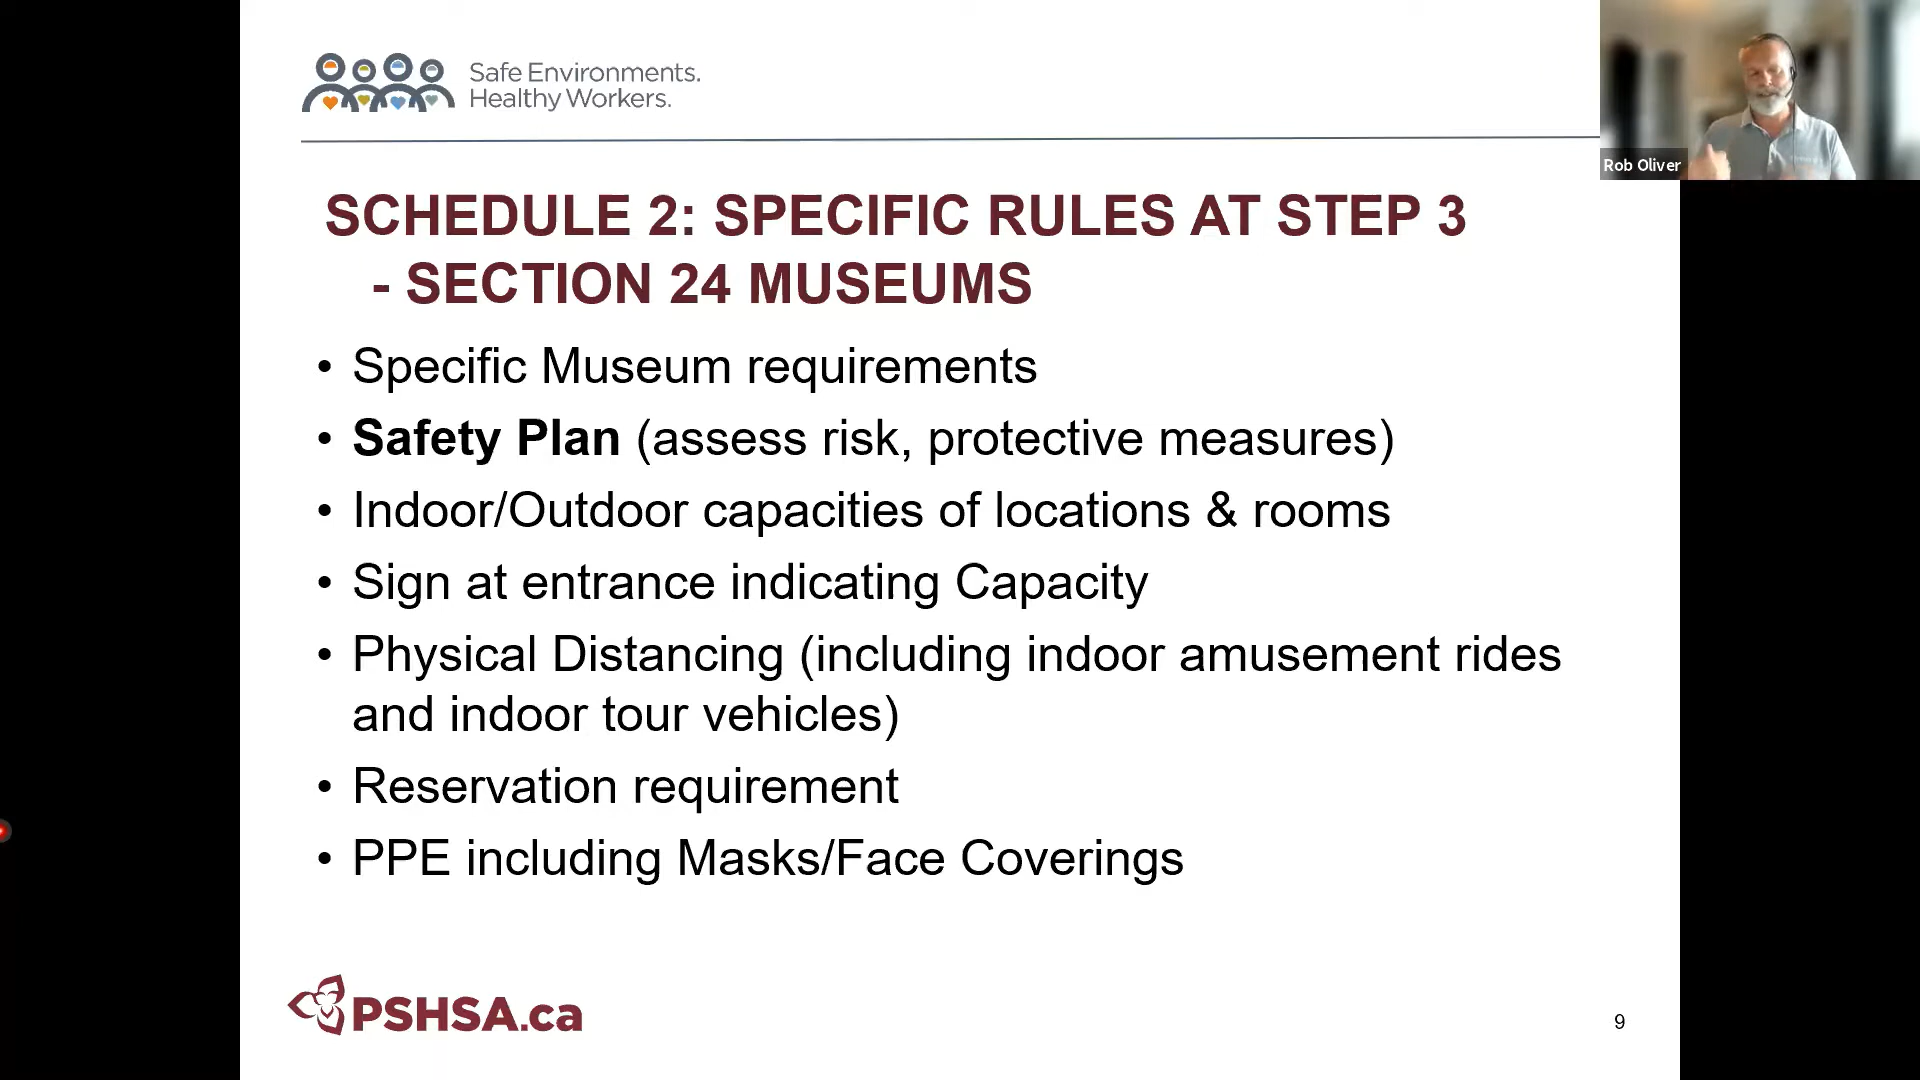 Safe Environments.
Healthy Workers.
Rob Oliver
SCHEDULE 2: SPECIFIC RULES AT STEP 3
- SECTION 24 MUSEUMS
• Specific Museum requirements
• Safety Plan (assess risk, protective measures)
• Indoor/Outdoor capacities of locations & rooms
• Sign at entrance indicating Capacity
• Physical Distancing (including indoor amusement rides
and indoor tour vehicles)
• Reservation requirement
• PPE including Masks/Face Coverings
PSHSA.ca
9